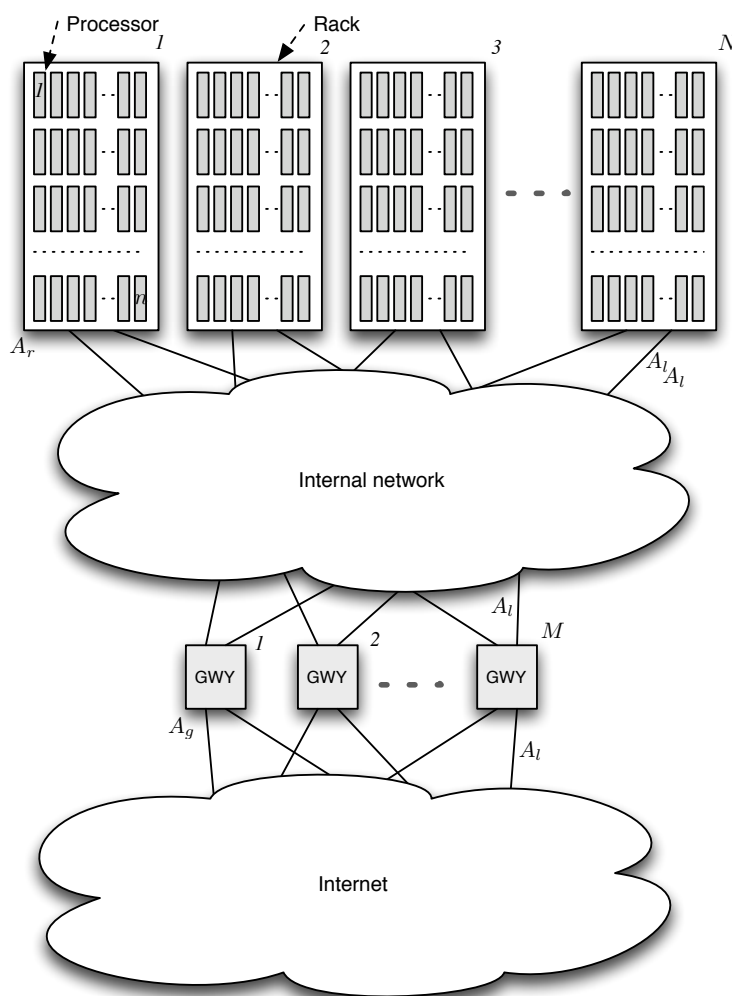 Processor
Rack
1
2
3
N
1
n
A_r
A_l
A_l
Internal network
A_l
1
2
M
GWY
GWY
GWY
A_g
A_l
Internet